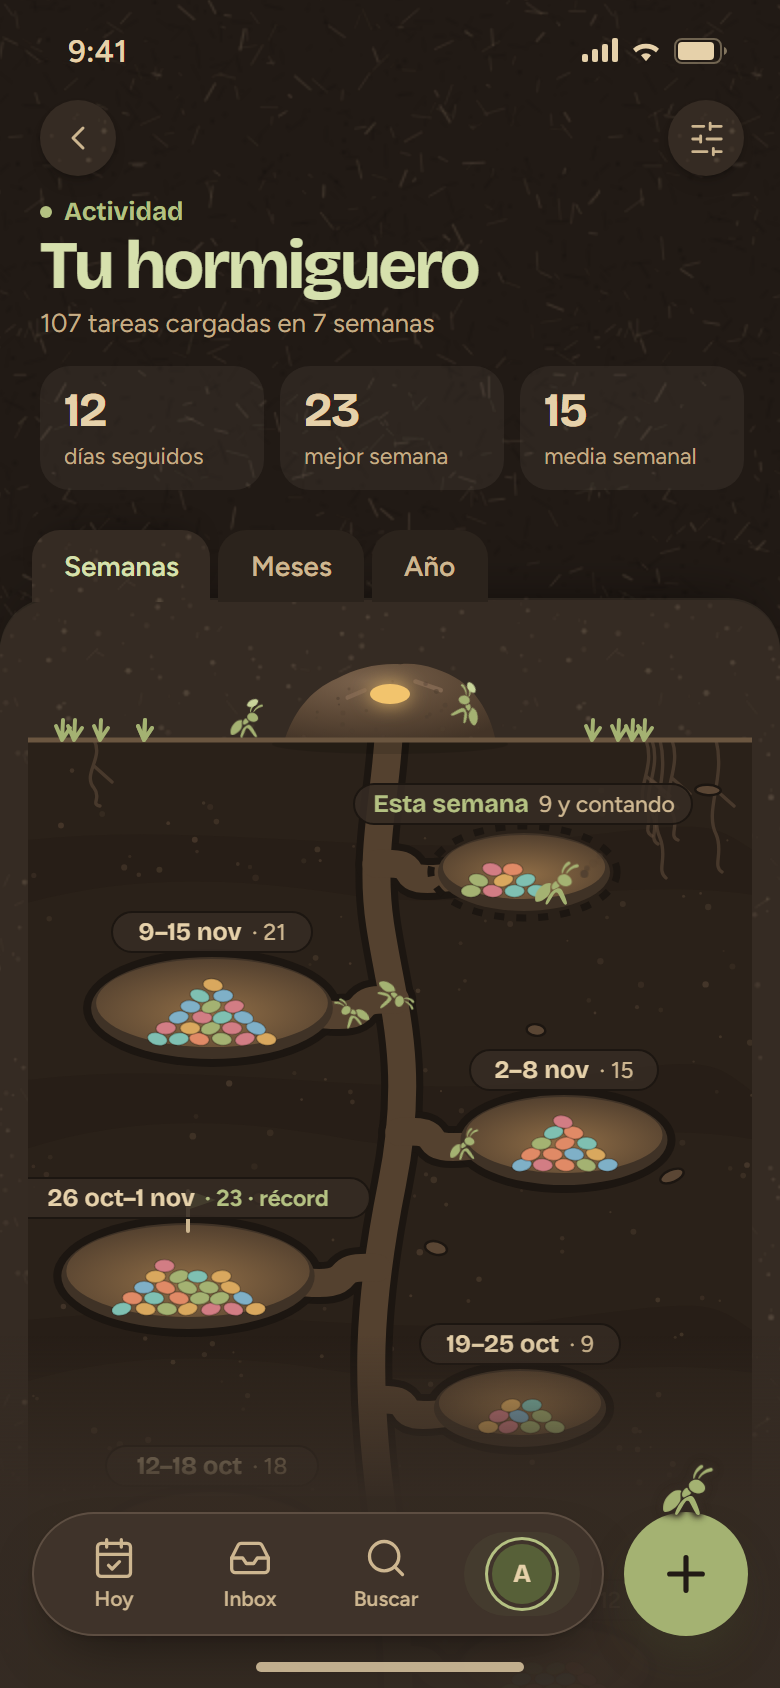 9:41
Actividad
Tu hormiguero
107 tareas cargadas en 7 semanas
12
días seguidos
23
mejor semana
15
media semanal
Semanas
Meses
Año
Esta semana 9 y contando
9–15 nov · 21
2–8 nov · 15
26 oct–1 nov · 23 · récord
19–25 oct · 9
12–18 oct · 18
12
Hoy
Inbox
Buscar
A